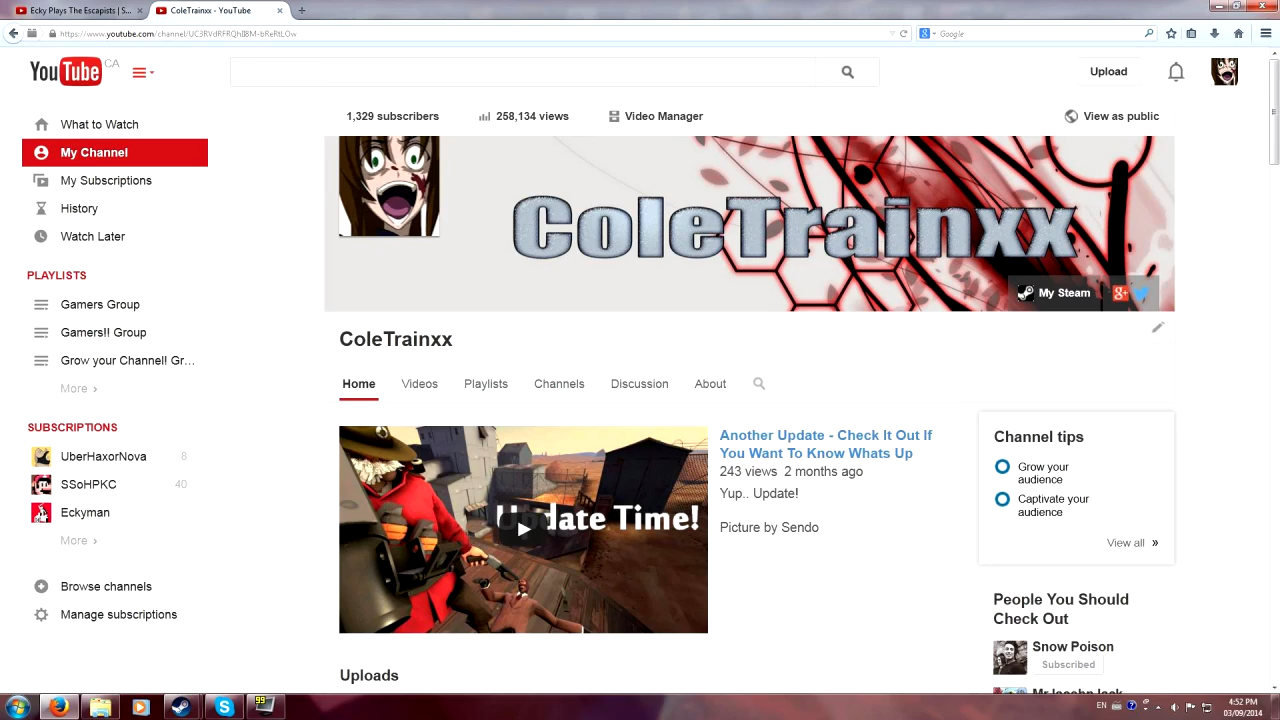 Ecky Plays The Escapists | S...
ColeTrainxx - YouTube
https://www.youtube.com/channel/
Google
YouTube CA
Upload
What to Watch
My Channel
My Subscriptions
History
Watch Later
PLAYLISTS
Gamers Group
Gamers!! Group
Grow your Channel! Gr...
More ›
SUBSCRIPTIONS
UberHaxorNova 8
SSoHPKC 40
Eckyman
More ›
Browse channels
Manage subscriptions
1,329 subscribers
258,134 views
Video Manager
View as public
ColeTrainxx
My Steam
ColeTrainxx
Home
Videos
Playlists
Channels
Discussion
About
Update Time!
Another Update - Check It Out If
You Want To Know Whats Up
243 views 2 months ago
Yup.. Update!
Picture by Sendo
Uploads
Channel tips
Grow your
audience
Captivate your
audience
View all »
People You Should
Check Out
Snow Poison
Subscribed
99
EN
4:52 PM
03/09/2014